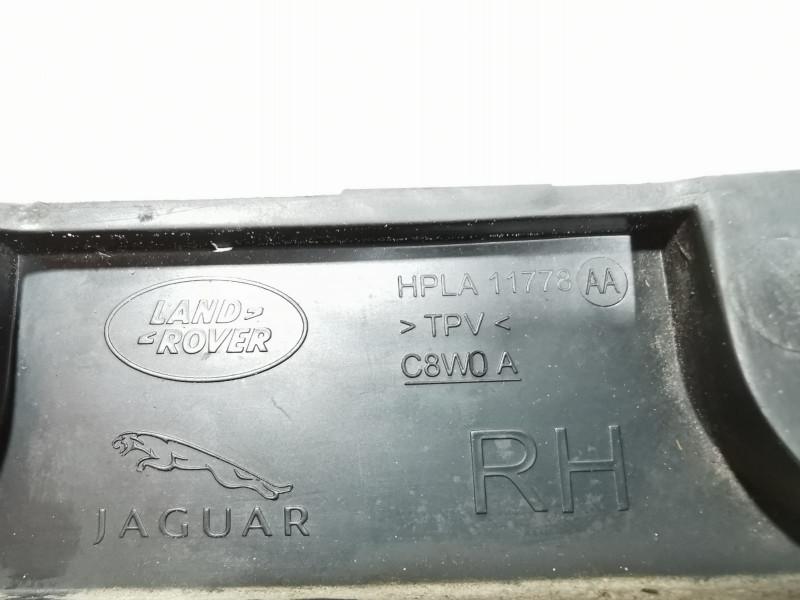 LAND
ROVER
HPLA 11778 AA
> TPV <
C8W0 A
JAGUAR
RH